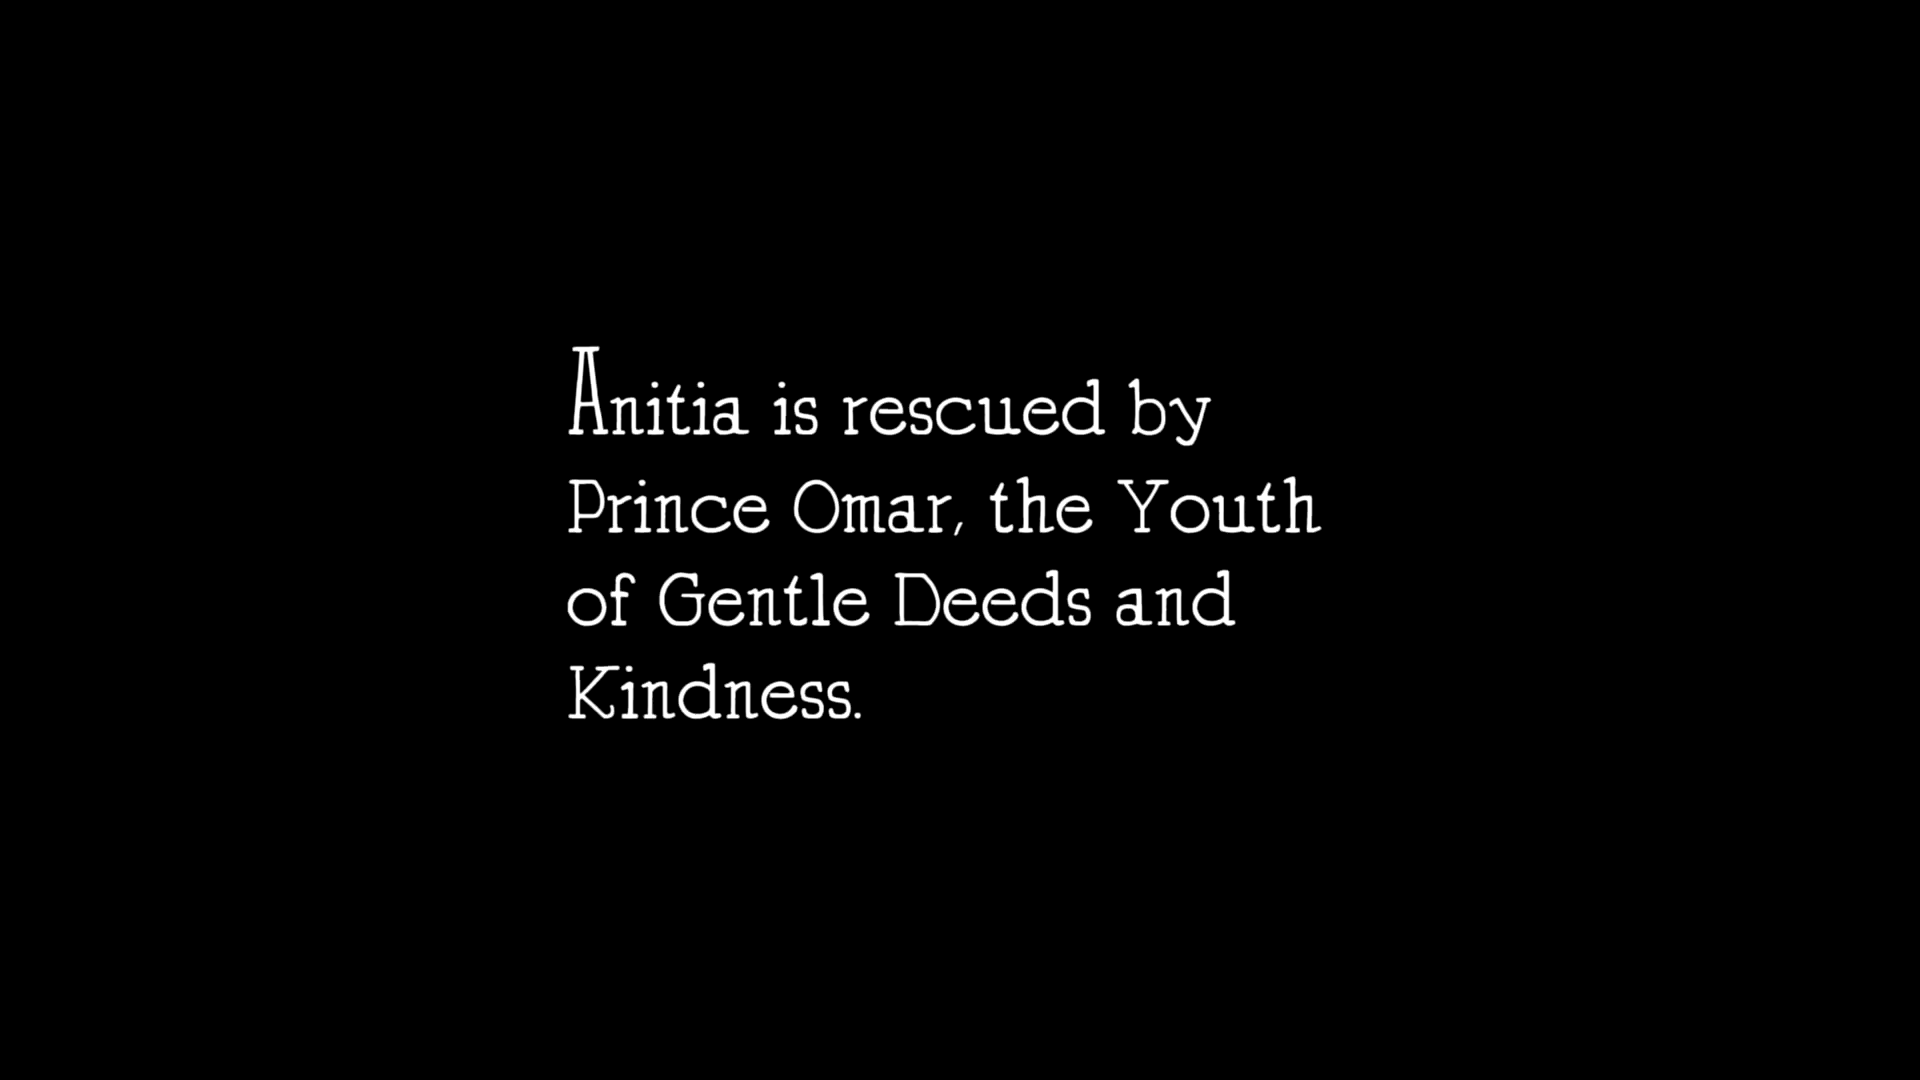 Anitia is rescued by
Prince Omar, the Youth
of Gentle Deeds and
Kindness.